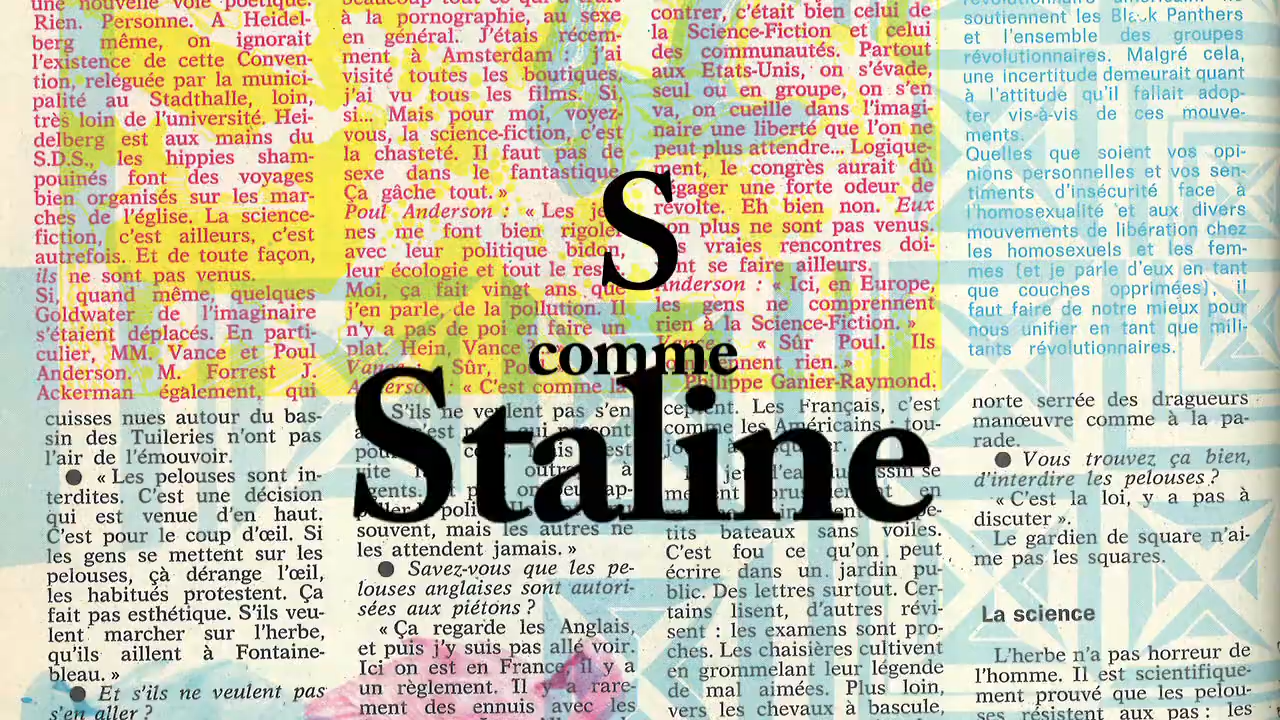 S
comme
Staline
une nouvelle voie poétique.
Rien. Personne. A Heidel-
berg même, on ignorait
l'existence de cette Conven-
tion, reléguée par la munici-
palité au Stadthalle, loin,
très loin de l'université. Hei-
delberg est aux mains du
S.D.S., les hippies sham-
pouinés font des voyages
bien organisés sur les mar-
ches de l'église. La science-
fiction, c'est ailleurs, c'est
autrefois. Et de toute façon,
ils ne sont pas venus.
Si, quand même, quelques
Goldwater de l'imaginaire
s'étaient déplacés. En parti-
culier, MM. Vance et Poul
Anderson. M. Forrest J.
Ackerman également, qui
à la pornographie, au sexe
en général. J'étais récem-
ment à Amsterdam : j'ai
visité toutes les boutiques,
j'ai vu tous les films. Si,
si... Mais pour moi, voyez-
vous, la science-fiction, c'est
la chasteté. Il faut pas de
sexe dans le fantastique
Ça gâche tout. »
Poul Anderson : « Les
nes me font bien rigoler
avec leur politique bidon,
leur écologie et tout le reste.
Moi, ça fait vingt ans que
j'en parle, de la pollution. Il
n'y a pas de poi en faire un
plat. Hein, Vance ?
Sûr,
: « C'est comme la
contrer, c'était bien celui de
la Science-Fiction et celui
des communautés. Partout
aux Etats-Unis, on s'évade,
seul ou en groupe, on s'en
va, on cueille dans l'imagi-
naire une liberté que l'on ne
peut plus attendre... Logique-
ment, le congrès aurait dû
dégager une forte odeur de
révolte. Eh bien non. Eux
non plus ne sont pas venus.
vraies rencontres doi-
se faire ailleurs.
Anderson : « Ici, en Europe,
les gens ne comprennent
rien à la Science-Fiction. »
« Sûr Poul. Ils
rien. »
Philippe Ganier-Raymond.
soutiennent les Black Panthers
et l'ensemble des groupes
révolutionnaires. Malgré cela,
une incertitude demeurait quant
à l'attitude qu'il fallait adop-
ter vis-à-vis de ces mouve-
ments.
Quelles que soient vos opi-
nions personnelles et vos sen-
timents d'insécurité face à
l'homosexualité et aux divers
mouvements de libération chez
les homosexuels et les fem-
mes (et je parle d'eux en tant
que couches opprimées), il
faut faire de notre mieux pour
nous unifier en tant que mili-
tants révolutionnaires.
cuisses nues autour du bas-
sin des Tuileries n'ont pas
l'air de l'émouvoir.
● « Les pelouses sont in-
terdites. C'est une décision
qui est venue d'en haut.
C'est pour le coup d'œil. Si
les gens se mettent sur les
pelouses, çà dérange l'œil,
les habitués protestent. Ça
fait pas esthétique. S'ils veu-
lent marcher sur l'herbe,
qu'ils aillent à Fontaine-
bleau. »
● Et s'ils ne veulent pas
s'en aller ?
S'ils ne veulent pas s'en
souvent, mais les autres ne
les attendent jamais. »
● Savez-vous que les pe-
louses anglaises sont autori-
sées aux piétons ?
« Ça regarde les Anglais,
et puis j'y suis pas allé voir.
Ici on est en France, il y a
un règlement. Il y a rare-
ment des ennuis avec les
ceptent. Les Français, c'est
comme les Américains : tou-
tits bateaux sans voiles.
C'est fou ce qu'on peut
écrire dans un jardin pu-
blic. Des lettres surtout. Cer-
tains lisent, d'autres révi-
sent : les examens sont pro-
ches. Les chaisières cultivent
en grommelant leur légende
de mal aimées. Plus loin,
vers les chevaux à bascule,
norte serrée des dragueurs
manœuvre comme à la pa-
rade.
● Vous trouvez ça bien,
d'interdire les pelouses ?
« C'est la loi, y a pas à
discuter ».
Le gardien de square n'ai-
me pas les squares.
La science
L'herbe n'a pas horreur de
l'homme. Il est scientifique-
ment prouvé que les pelou-
ses résistent aux pas : les